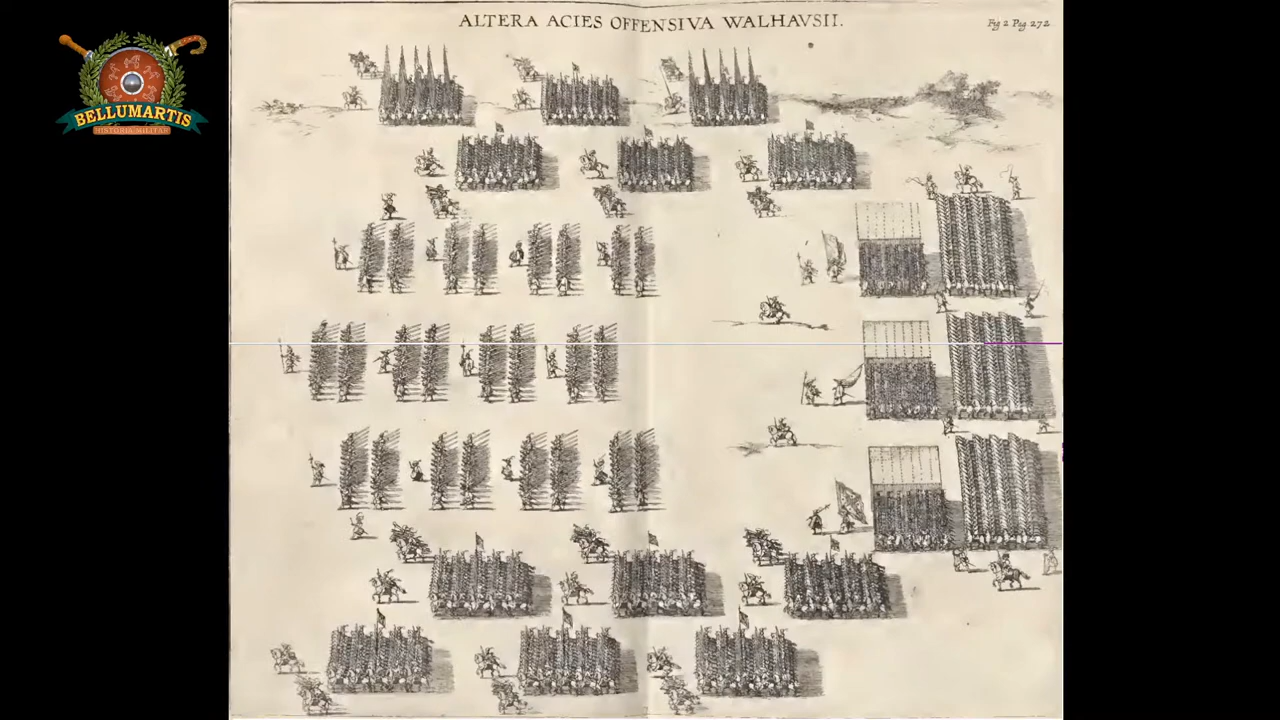 ALTERA ACIES OFFENSIVA WALHAVSII.
Fig 2 Pag 272
BELLUMARTIS
HISTORIA MILITAR